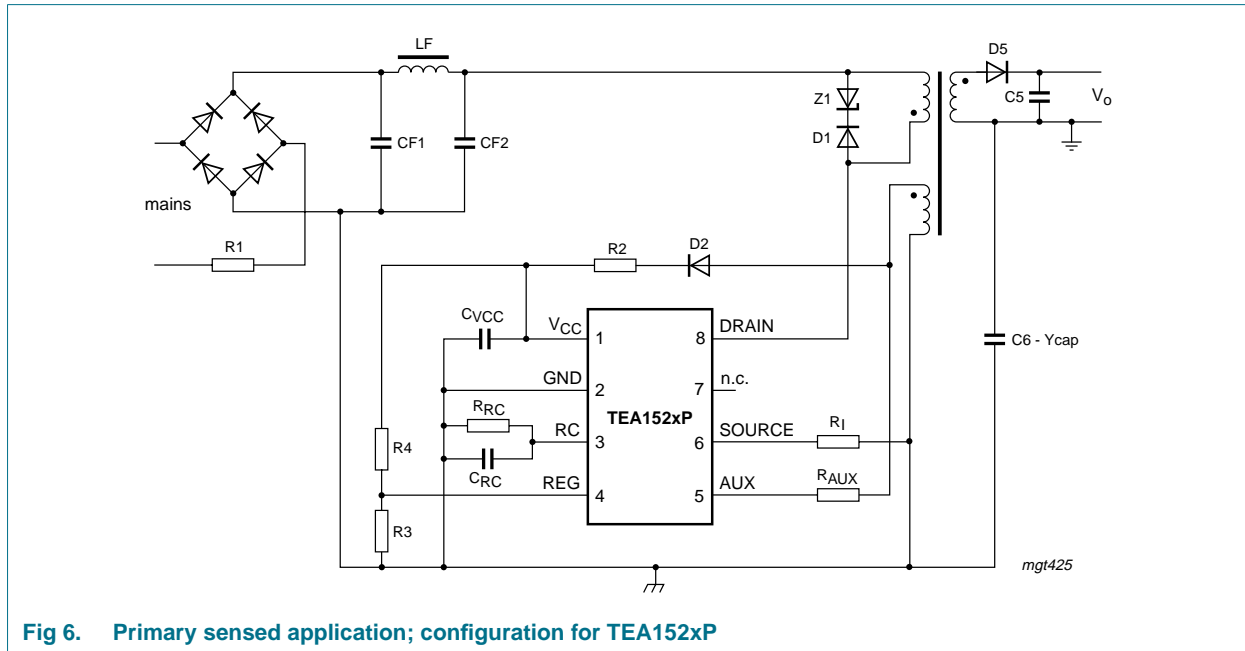 LF
D5
Z1
C5
Vo
D1
CF1
CF2
mains
R1
R2
D2
CVCC
VCC
1
8
DRAIN
C6 - Ycap
GND
2
7
n.c.
TEA152xP
RRC
RC
3
6
SOURCE
RI
R4
CRC
REG
4
5
AUX
RAUX
R3
mgt425
Fig 6. Primary sensed application; configuration for TEA152xP